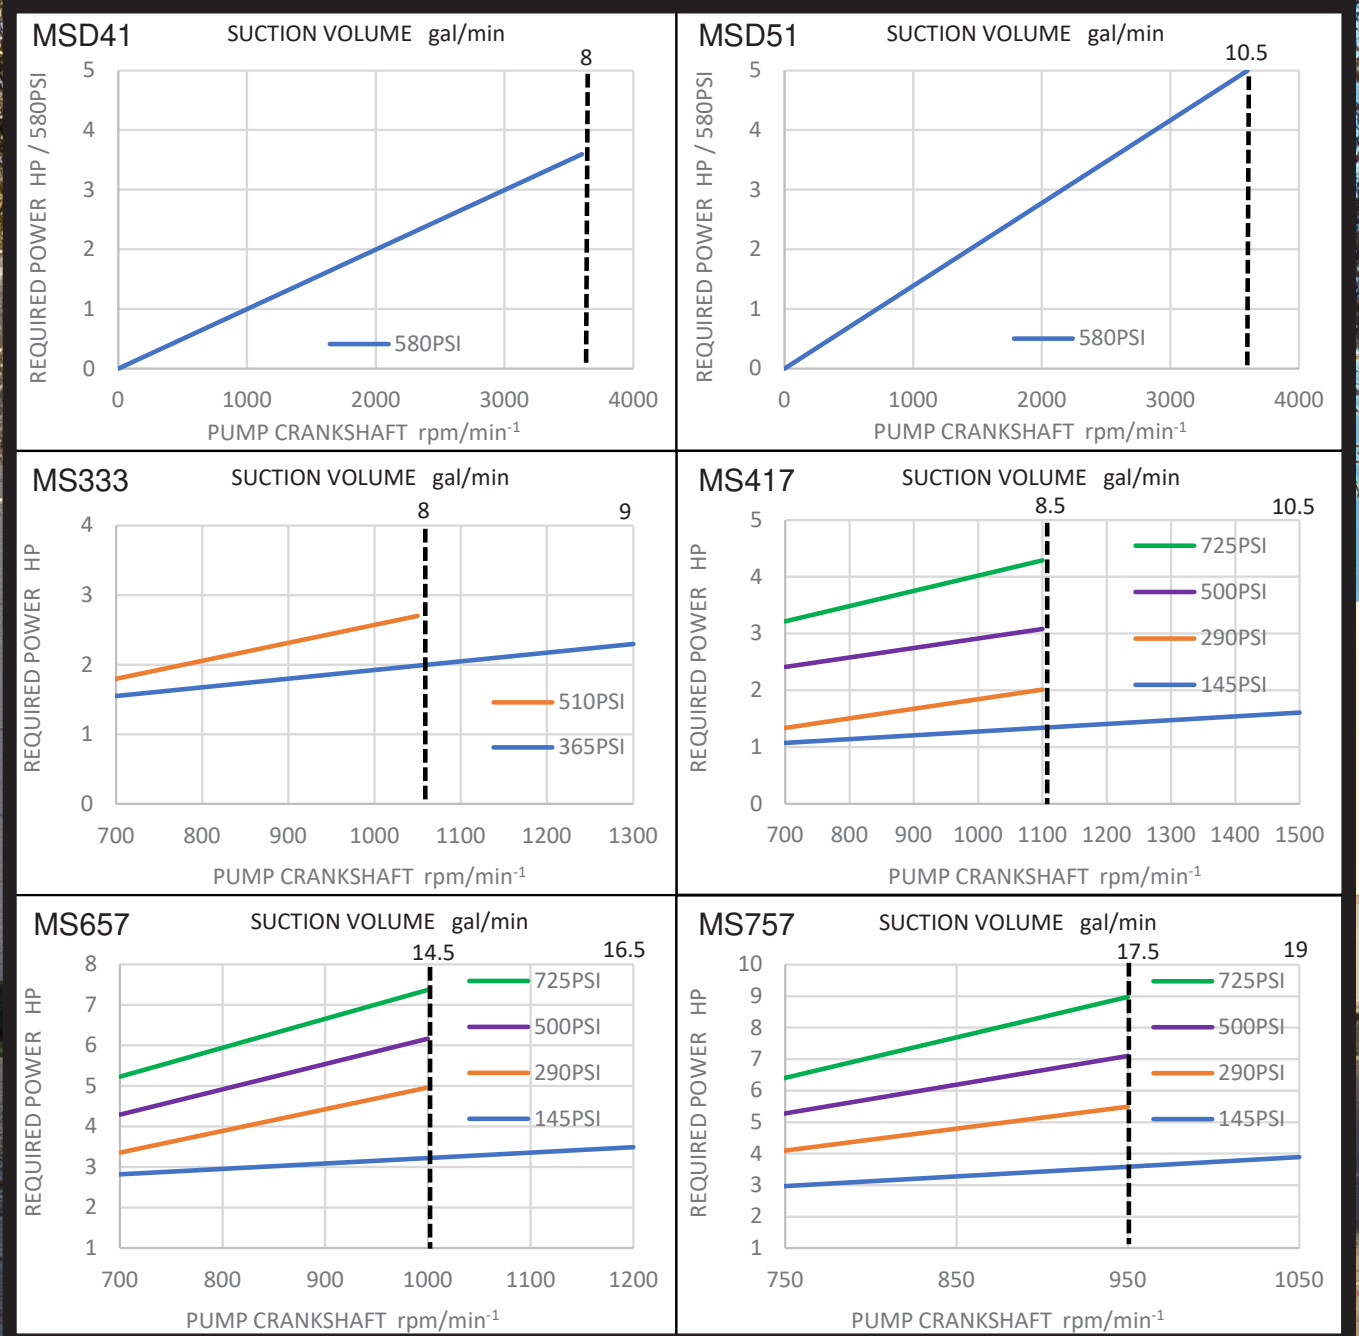 MSD41
SUCTION VOLUME gal/min
8
REQUIRED POWER HP / 580PSI
5
4
3
2
1
0
580PSI
0 1000 2000 3000 4000
PUMP CRANKSHAFT rpm/min-1
MSD51
SUCTION VOLUME gal/min
10.5
REQUIRED POWER HP / 580PSI
5
4
3
2
1
0
580PSI
0 1000 2000 3000 4000
PUMP CRANKSHAFT rpm/min-1
MS333
SUCTION VOLUME gal/min
8 9
REQUIRED POWER HP
4
3
2
1
0
510PSI
365PSI
700 800 900 1000 1100 1200 1300
PUMP CRANKSHAFT rpm/min-1
MS417
SUCTION VOLUME gal/min
8.5 10.5
REQUIRED POWER HP
5
4
3
2
1
0
725PSI
500PSI
290PSI
145PSI
700 800 900 1000 1100 1200 1300 1400 1500
PUMP CRANKSHAFT rpm/min-1
MS657
SUCTION VOLUME gal/min
14.5 16.5
REQUIRED POWER HP
8
7
6
5
4
3
2
1
725PSI
500PSI
290PSI
145PSI
700 800 900 1000 1100 1200
PUMP CRANKSHAFT rpm/min-1
MS757
SUCTION VOLUME gal/min
17.5 19
REQUIRED POWER HP
10
9
8
7
6
5
4
3
2
1
725PSI
500PSI
290PSI
145PSI
750 850 950 1050
PUMP CRANKSHAFT rpm/min-1